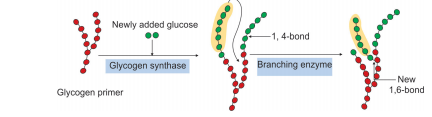 Newly added glucose
1, 4-bond
Glycogen synthase
Branching enzyme
Glycogen primer
New
1,6-bond